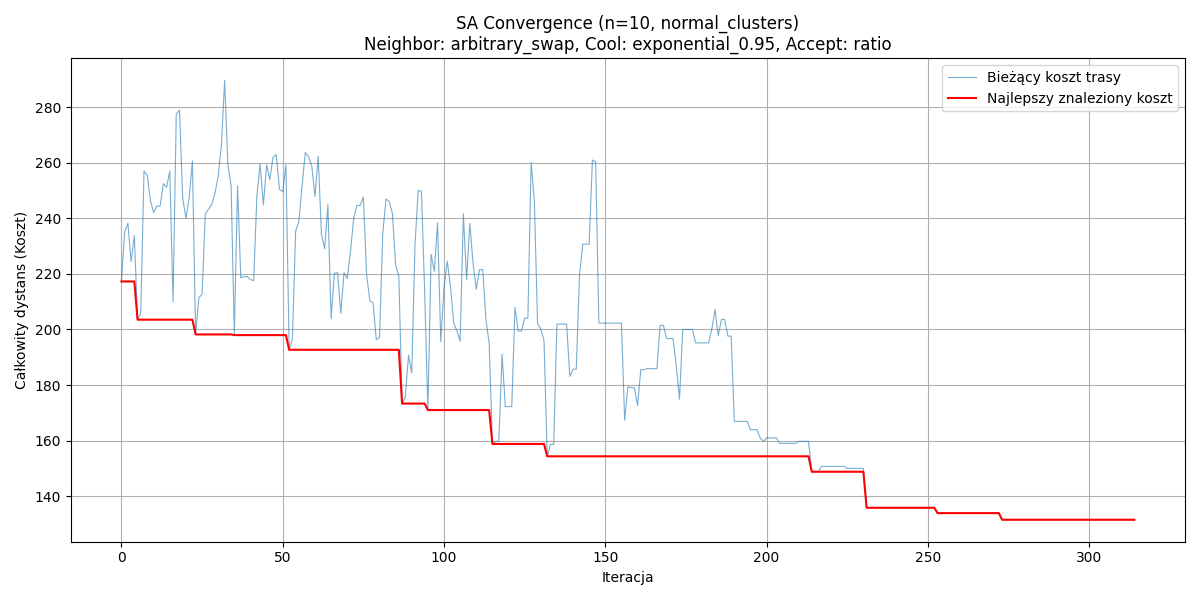 SA Convergence (n=10, normal_clusters)
Neighbor: arbitrary_swap, Cool: exponential_0.95, Accept: ratio
Bieżący koszt trasy
Najlepszy znaleziony koszt
Całkowity dystans (Koszt)
280
260
240
220
200
180
160
140
0
50
100
150
200
250
300
Iteracja